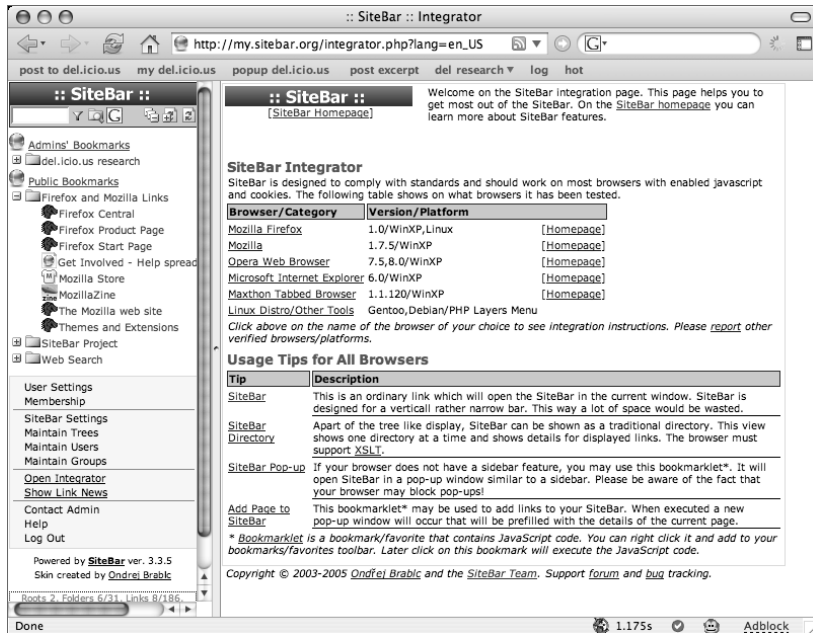 :: SiteBar :: Integrator
http://my.sitebar.org/integrator.php?lang=en_US
G
post to del.icio.us my del.icio.us popup del.icio.us post excerpt del research log hot
:: SiteBar ::
G
Admins' Bookmarks
del.icio.us research
Public Bookmarks
Firefox and Mozilla Links
Firefox Central
Firefox Product Page
Firefox Start Page
Get Involved - Help spread
Mozilla Store
MozillaZine
The Mozilla web site
Themes and Extensions
SiteBar Project
Web Search
User Settings
Membership
SiteBar Settings
Maintain Trees
Maintain Users
Maintain Groups
Open Integrator
Show Link News
Contact Admin
Help
Log Out
Powered by SiteBar ver. 3.3.5
Skin created by Ondrej Brablc
Roots 2, Folders 6/31, Links 8/186,
:: SiteBar ::
[SiteBar Homepage]
Welcome on the SiteBar integration page. This page helps you to
get most out of the SiteBar. On the SiteBar homepage you can
learn more about SiteBar features.
SiteBar Integrator
SiteBar is designed to comply with standards and should work on most browsers with enabled javascript
and cookies. The following table shows on what browsers it has been tested.
Browser/Category Version/Platform
Mozilla Firefox 1.0/WinXP,Linux [Homepage]
Mozilla 1.7.5/WinXP [Homepage]
Opera Web Browser 7.5,8.0/WinXP [Homepage]
Microsoft Internet Explorer 6.0/WinXP [Homepage]
Maxthon Tabbed Browser 1.1.120/WinXP [Homepage]
Linux Distro/Other Tools Gentoo,Debian/PHP Layers Menu
Click above on the name of the browser of your choice to see integration instructions. Please report other
verified browsers/platforms.
Usage Tips for All Browsers
Tip Description
SiteBar This is an ordinary link which will open the SiteBar in the current window. SiteBar is
designed for a verticall rather narrow bar. This way a lot of space would be wasted.
SiteBar Apart of the tree like display, SiteBar can be shown as a traditional directory. This view
Directory shows one directory at a time and shows details for displayed links. The browser must
support XSLT.
SiteBar Pop-up If your browser does not have a sidebar feature, you may use this bookmarklet*. It will
open SiteBar in a pop-up window similar to a sidebar. Please be aware of the fact that
your browser may block pop-ups!
Add Page to This bookmarklet* may be used to add links to your SiteBar. When executed a new
SiteBar pop-up window will occur that will be prefilled with the details of the current page.
* Bookmarklet is a bookmark/favorite that contains JavaScript code. You can right click it and add to your
bookmarks/favorites toolbar. Later click on this bookmark will execute the JavaScript code.
Copyright © 2003-2005 Ondřej Brablc and the SiteBar Team. Support forum and bug tracking.
Done 1.175s Adblock